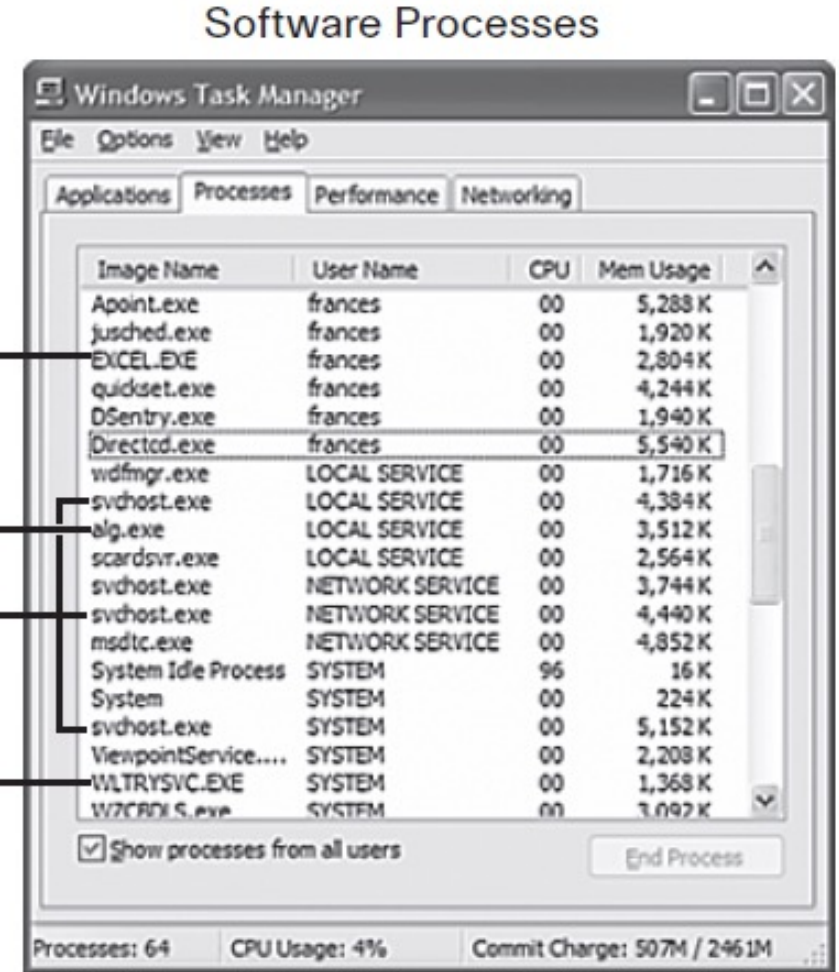 Software Processes
Windows Task Manager
File Options View Help
Applications Processes Performance Networking
Image Name User Name CPU Mem Usage
Apoint.exe frances 00 5,288 K
jusched.exe frances 00 1,920 K
EXCEL.EXE frances 00 2,804 K
quickset.exe frances 00 4,244 K
DSentry.exe frances 00 1,940 K
Directcd.exe frances 00 5,540 K
wdfmgr.exe LOCAL SERVICE 00 1,716 K
svchost.exe LOCAL SERVICE 00 4,384 K
alg.exe LOCAL SERVICE 00 3,512 K
scardsvr.exe LOCAL SERVICE 00 2,564 K
svchost.exe NETWORK SERVICE 00 3,744 K
svchost.exe NETWORK SERVICE 00 4,440 K
msdtc.exe NETWORK SERVICE 00 4,852 K
System Idle Process SYSTEM 96 16 K
System SYSTEM 00 224 K
svchost.exe SYSTEM 00 5,152 K
ViewpointService.... SYSTEM 00 2,208 K
WLTRYSVC.EXE SYSTEM 00 1,368 K
SYSTEM 00 3,092 K
Show processes from all users
End Process
Processes: 64 CPU Usage: 4% Commit Charge: 507M / 2461M